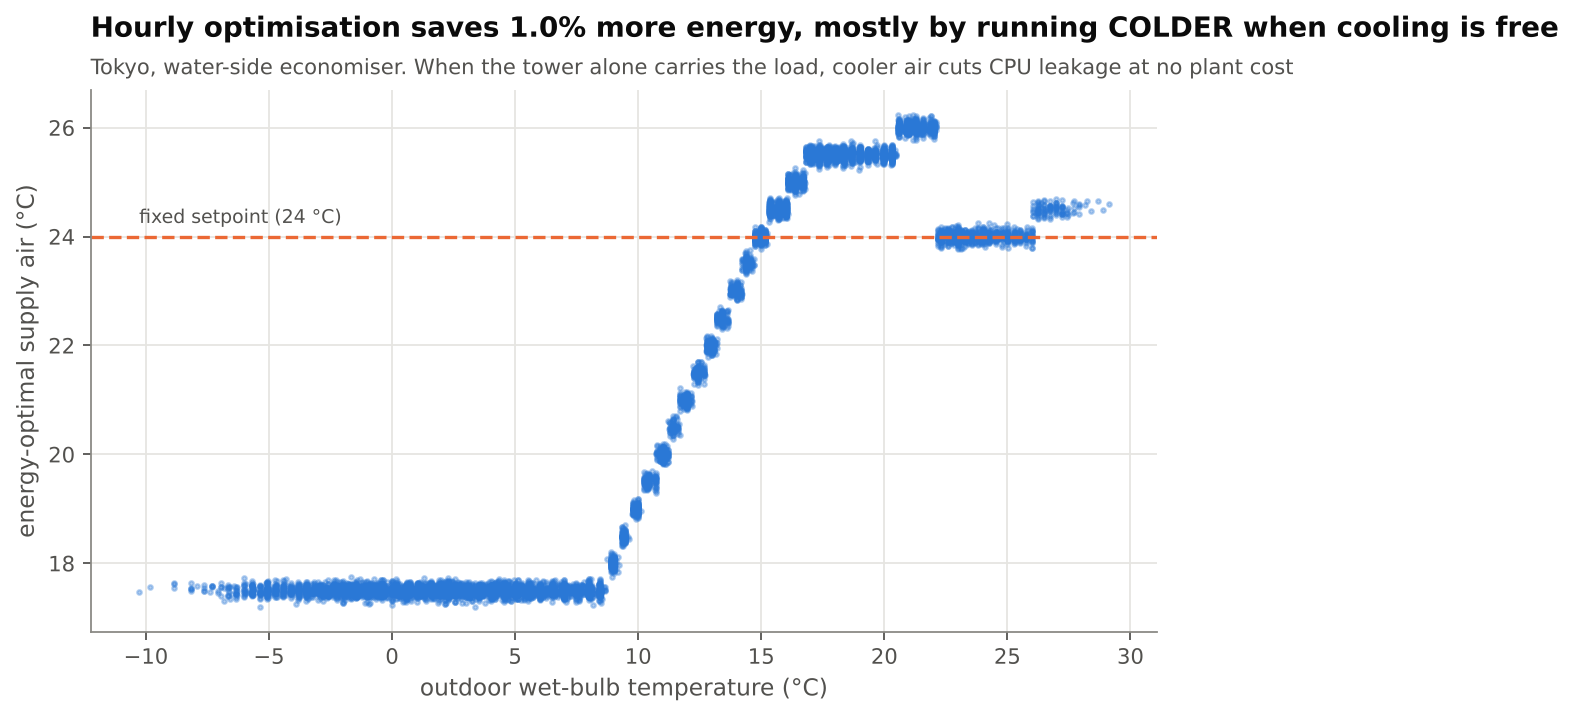 Hourly optimisation saves 1.0% more energy, mostly by running COLDER when cooling is free
Tokyo, water-side economiser. When the tower alone carries the load, cooler air cuts CPU leakage at no plant cost
energy-optimal supply air (°C)
26
24
22
20
18
fixed setpoint (24 °C)
−10
−5
0
5
10
15
20
25
30
outdoor wet-bulb temperature (°C)